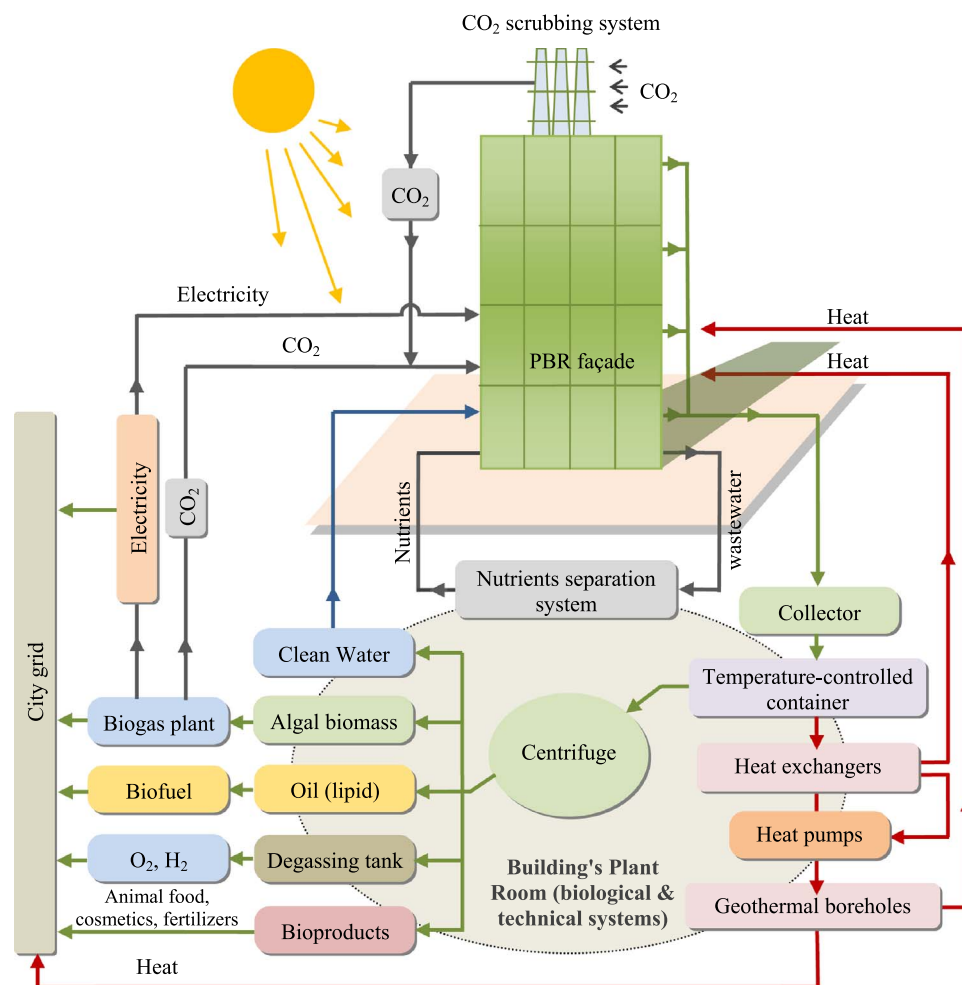 CO₂ scrubbing system
CO₂
CO₂
Electricity
CO₂
PBR façade
Heat
Heat
Electricity
CO₂
Nutrients
wastewater
City grid
Nutrients separation
system
Collector
Clean Water
Temperature-controlled
container
Biogas plant
Algal biomass
Centrifuge
Heat exchangers
Biofuel
Oil (lipid)
Heat pumps
O₂, H₂
Degassing tank
Building's Plant
Room (biological &
technical systems)
Animal food,
cosmetics, fertilizers
Bioproducts
Geothermal boreholes
Heat